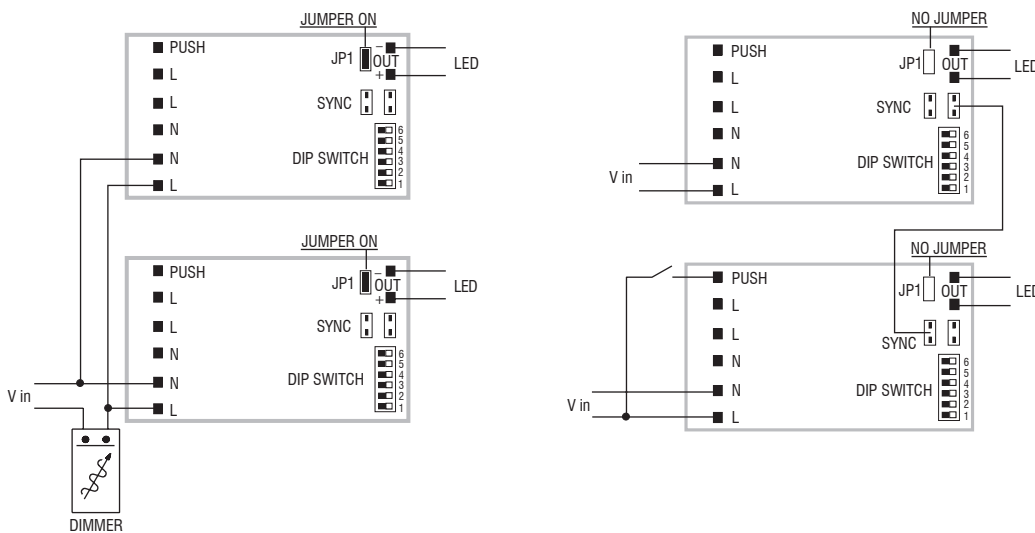 JUMPER ON
PUSH
JP1 − OUT + LED
L
L
SYNC
N
DIP SWITCH
6
5
4
3
2
1
N
L
JUMPER ON
PUSH
JP1 − OUT + LED
L
L
SYNC
N
DIP SWITCH
6
5
4
3
2
1
N
L
V in
DIMMER
NO JUMPER
PUSH
JP1 OUT LED
L
L
SYNC
N
DIP SWITCH
6
5
4
3
2
1
N
L
V in
NO JUMPER
PUSH
JP1 OUT LED
L
L
SYNC
N
DIP SWITCH
6
5
4
3
2
1
N
L
V in